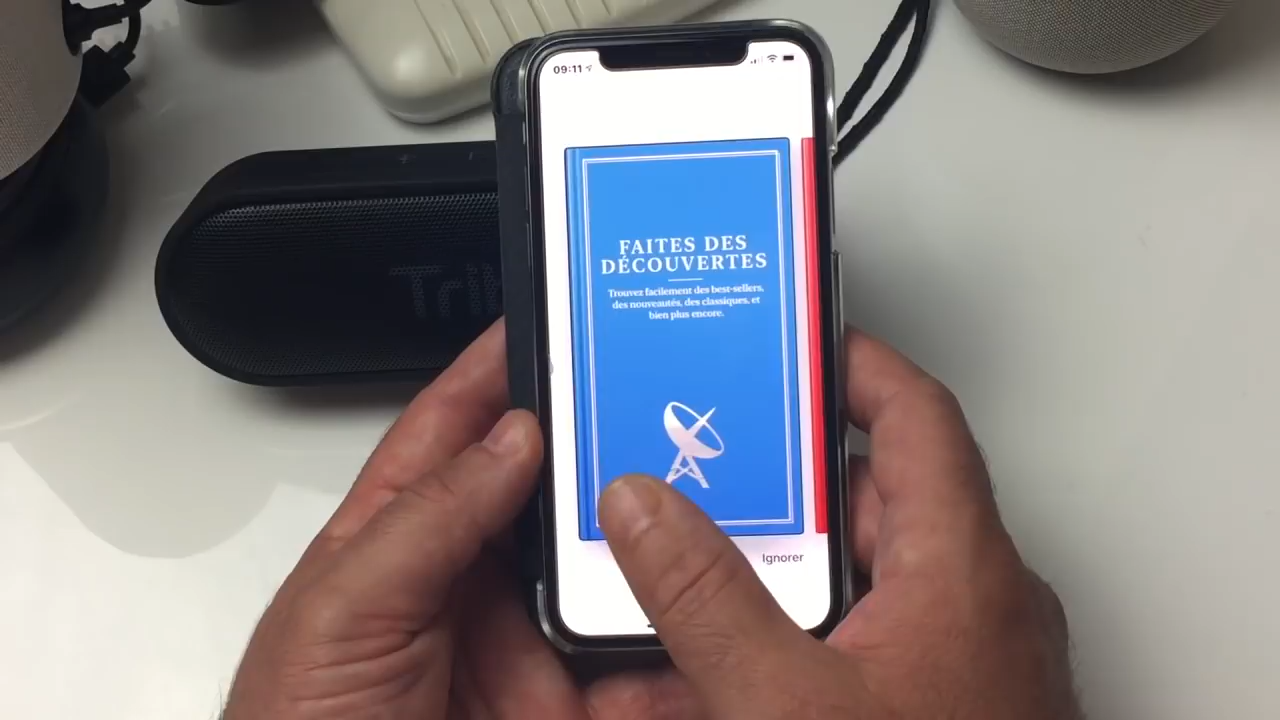 09:11
FAITES DES
DÉCOUVERTES
Trouvez facilement des best-sellers,
des nouveautés, des classiques, et
bien plus encore.
Ignorer